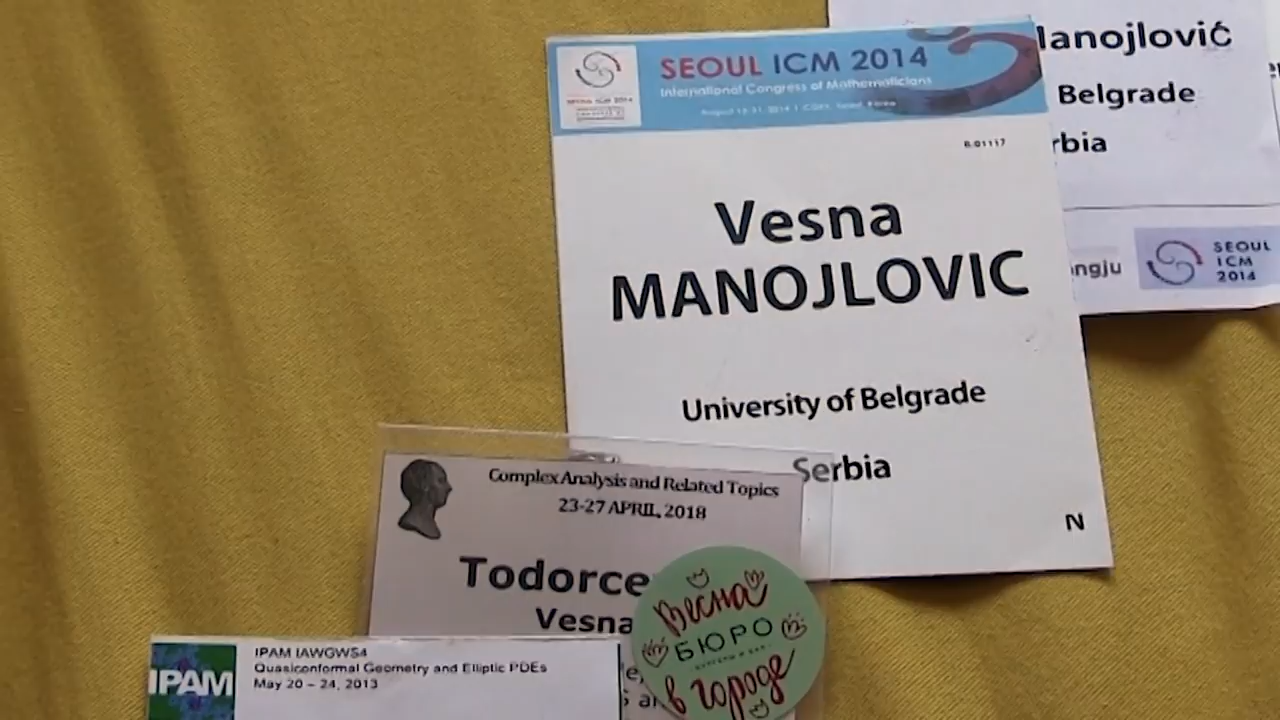 SEOUL ICM 2014
International Congress of Mathematicians
B.01117
Vesna
MANOJLOVIC
University of Belgrade
Serbia
N
lanojlović
Belgrade
rbia
ngju
SEOUL
ICM
2014
Complex Analysis and Related Topics
23-27 APRIL, 2018
Todorce
Vesna
IPAM
IPAM IAWGWS4
Quasiconformal Geometry and Elliptic PDEs
May 20 – 24, 2013
Весна
БЮРО
в городе